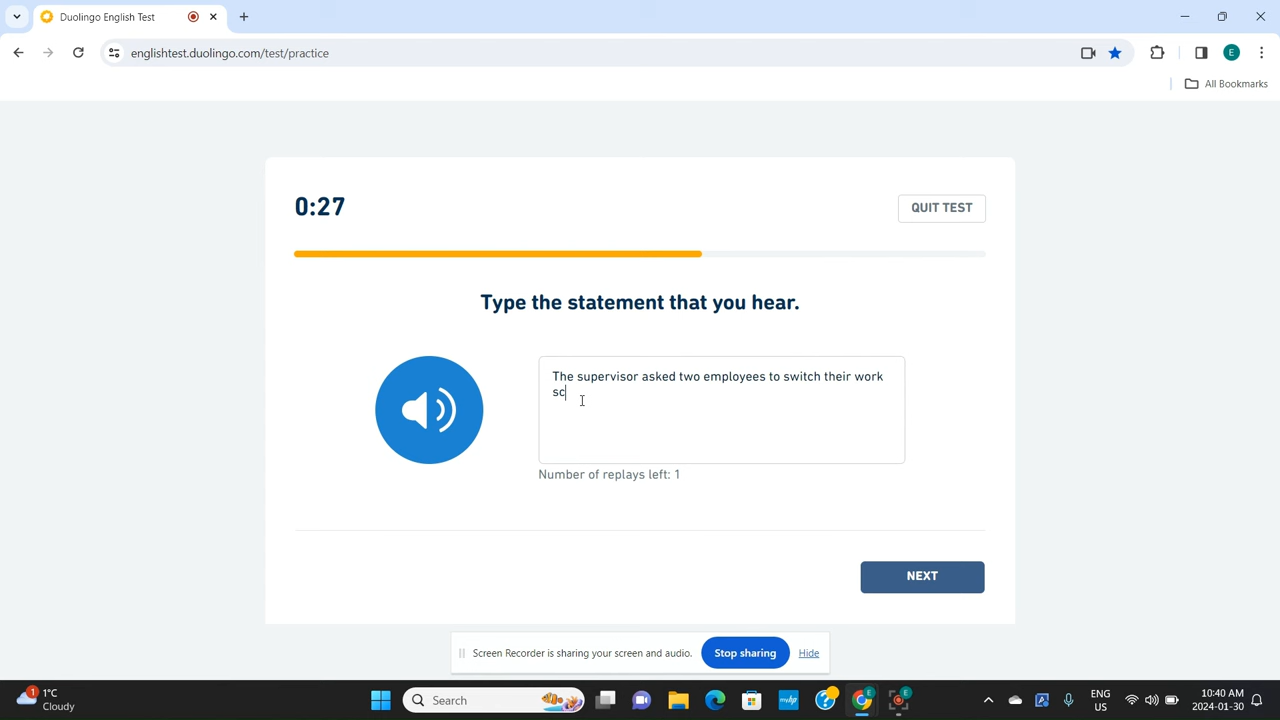 Duolingo English Test
englishtest.duolingo.com/test/practice
E
All Bookmarks
0:27
QUIT TEST
Type the statement that you hear.
The supervisor asked two employees to switch their work
sc
Number of replays left: 1
NEXT
Screen Recorder is sharing your screen and audio.
Stop sharing
Hide
1
1°C
Cloudy
Search
E
E
ENG
US
10:40 AM
2024-01-30